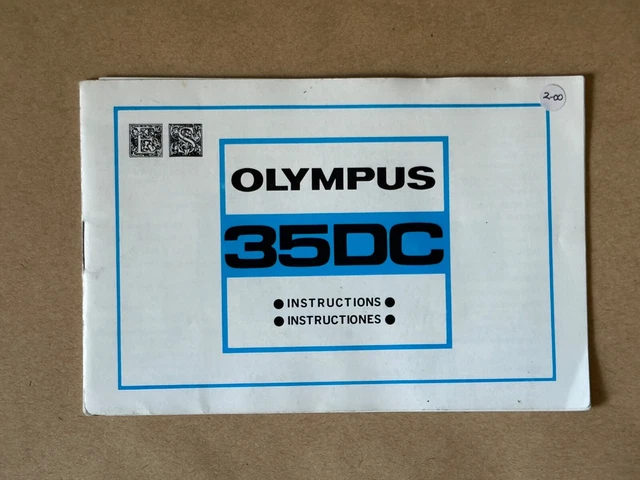 2-00
E S
OLYMPUS
35DC
● INSTRUCTIONS ●
● INSTRUCTIONES ●